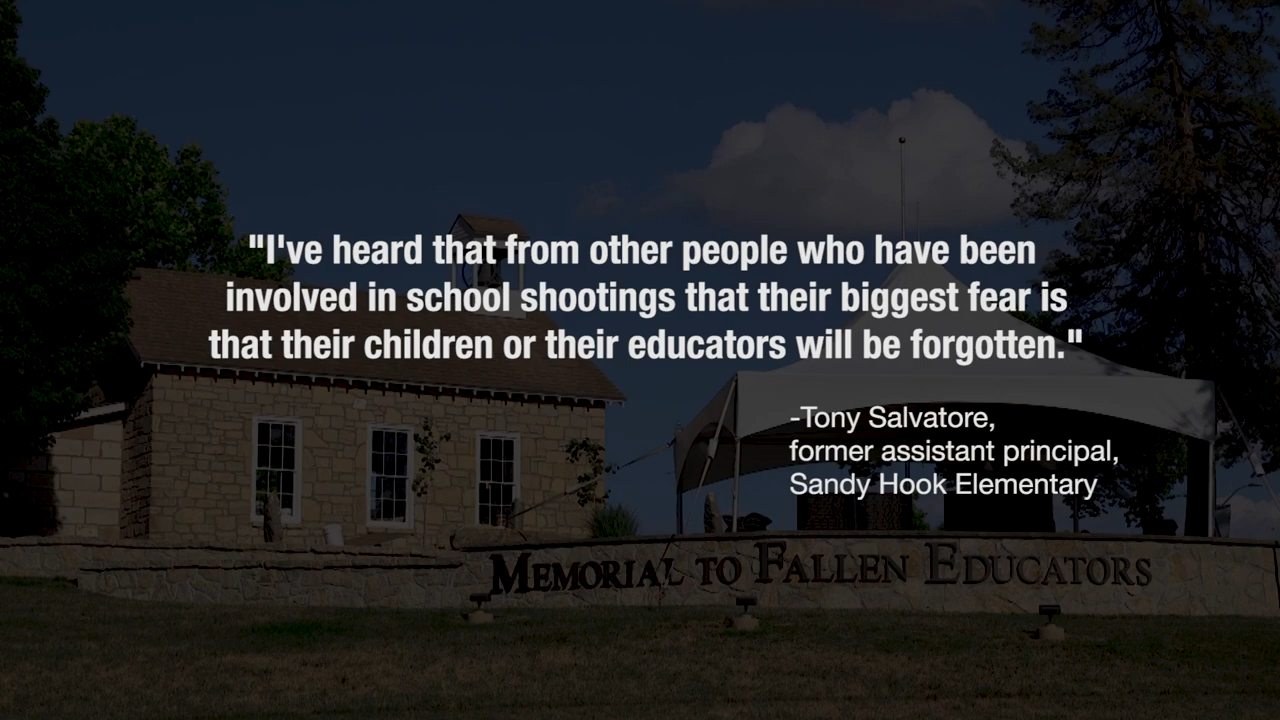 "I've heard that from other people who have been
involved in school shootings that their biggest fear is
that their children or their educators will be forgotten."
-Tony Salvatore,
former assistant principal,
Sandy Hook Elementary
MEMORIAL TO FALLEN EDUCATORS